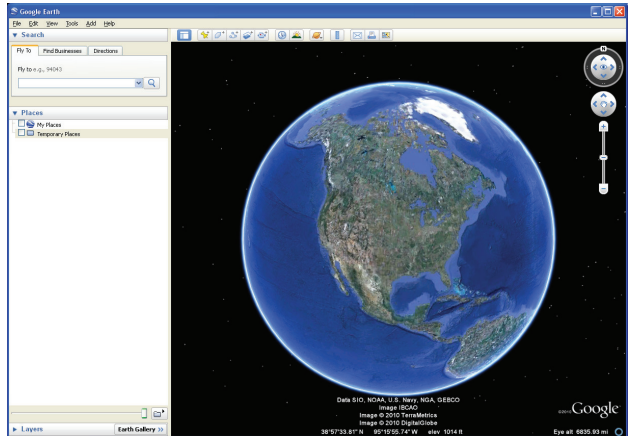 Google Earth
File Edit View Tools Add Help
Search
Fly To Find Businesses Directions
Fly to e.g., 94043
Places
My Places
Temporary Places
Layers Earth Gallery >>
N
Data SIO, NOAA, U.S. Navy, NGA, GEBCO
Image IBCAO
Image © 2010 TerraMetrics
Image © 2010 DigitalGlobe
©2010 Google
38°57'33.81" N 95°15'55.74" W elev 1014 ft Eye alt 6835.93 mi